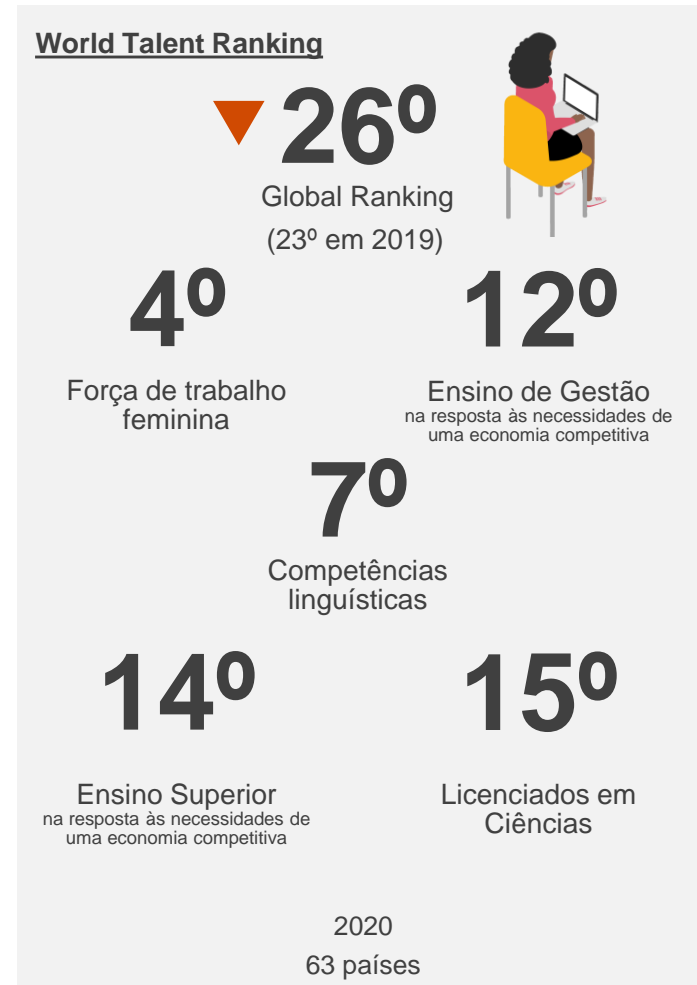 World Talent Ranking
26º
Global Ranking
(23º em 2019)
4º
Força de trabalho
feminina
12º
Ensino de Gestão
na resposta às necessidades de
uma economia competitiva
7º
Competências
linguísticas
14º
Ensino Superior
na resposta às necessidades de
uma economia competitiva
15º
Licenciados em
Ciências
2020
63 países